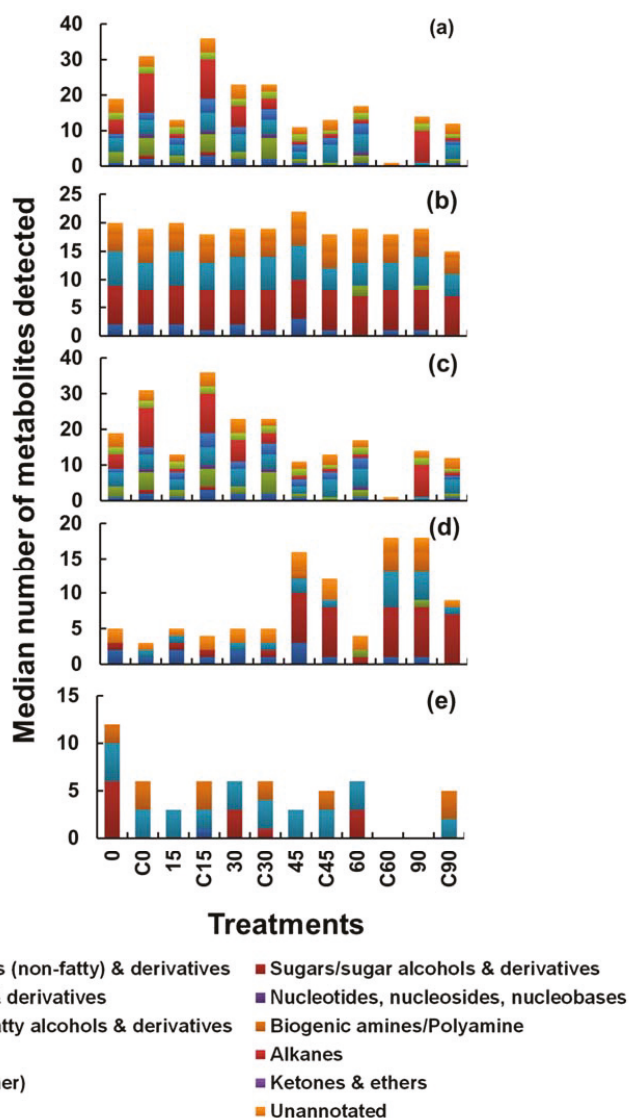 Median number of metabolites detected
(a)
40
30
20
10
0
(b)
25
20
15
10
5
0
(c)
40
30
20
10
0
(d)
20
15
10
5
0
(e)
15
10
5
0
0 C0 15 C15 30 C30 45 C45 60 C60 90 C90
Treatments
(non-fatty) & derivatives
Sugars/sugar alcohols & derivatives
derivatives
Nucleotides, nucleosides, nucleobases
alcohols & derivatives
Biogenic amines/Polyamine
Alkanes
Ketones & ethers
Unannotated